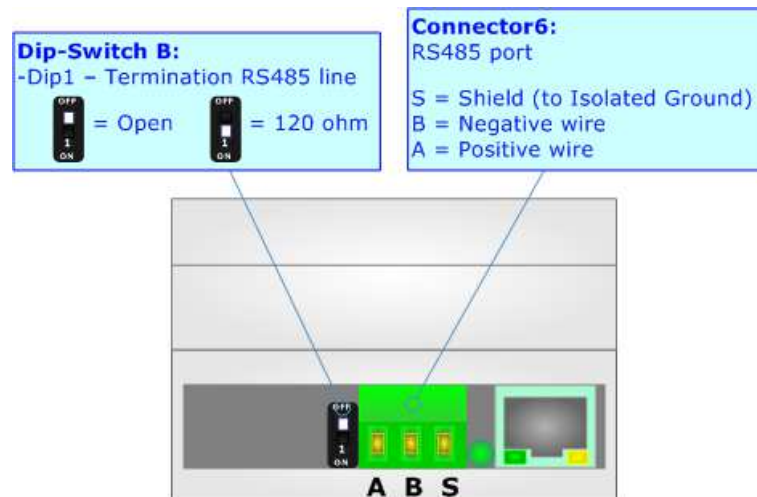 Dip-Switch B:
-Dip1 – Termination RS485 line
OFF
1
ON
= Open
OFF
1
ON
= 120 ohm
Connector6:
RS485 port
S = Shield (to Isolated Ground)
B = Negative wire
A = Positive wire
OFF
1
ON
A B S